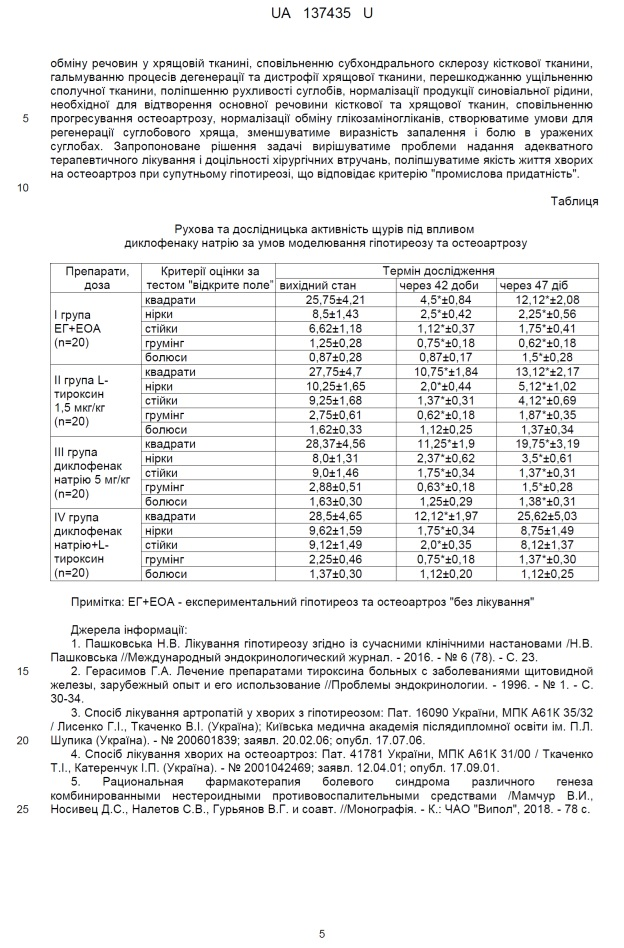 UA 137435 U
обміну речовин у хрящовій тканині, сповільненню субхондрального склерозу кісткової тканини,
гальмуванню процесів дегенерації та дистрофії хрящової тканини, перешкоджанню ущільненню
сполучної тканини, поліпшенню рухливості суглобів, нормалізації продукції синовіальної рідини,
необхідної для відтворення основної речовини кісткової та хрящової тканин, сповільненню
5 прогресування остеоартрозу, нормалізації обміну глікозаміногліканів, створюватиме умови для
регенерації суглобового хряща, зменшуватиме виразність запалення і болю в уражених
суглобах. Запропоноване рішення задачі вирішуватиме проблеми надання адекватного
терапевтичного лікування і доцільності хірургічних втручань, поліпшуватиме якість життя хворих
на остеоартроз при супутньому гіпотиреозі, що відповідає критерію "промислова придатність".
10
Таблиця
Рухова та дослідницька активність щурів під впливом
диклофенаку натрію за умов моделювання гіпотиреозу та остеоартрозу
Препарати, Критерії оцінки за Термін дослідження
доза тестом "відкрите поле" вихідний стан через 42 доби через 47 діб
І група ЕГ+ЕОА (n=20)
квадрати 25,75±4,21 4,5*±0,84 12,12*±2,08
нірки 8,5±1,43 2,5*±0,42 2,25*±0,56
стійки 6,62±1,18 1,12*±0,37 1,75*±0,41
грумінг 1,25±0,28 0,75*±0,18 0,62*±0,18
болюси 0,87±0,28 0,87±0,17 1,5*±0,28
ІІ група L-тироксин 1,5 мкг/кг (n=20)
квадрати 27,75±4,7 10,75*±1,84 13,12*±2,17
нірки 10,25±1,65 2,0*±0,44 5,12*±1,02
стійки 9,25±1,68 1,37*±0,31 4,12*±0,69
грумінг 2,75±0,61 0,62*±0,18 1,87*±0,35
болюси 1,62±0,33 1,12±0,25 1,37±0,34
ІІІ група диклофенак натрію 5 мг/кг (n=20)
квадрати 28,37±4,56 11,25*±1,9 19,75*±3,19
нірки 8,0±1,31 2,37*±0,62 3,5*±0,61
стійки 9,0±1,46 1,75*±0,34 1,37*±0,31
грумінг 2,88±0,51 0,63*±0,18 1,5*±0,28
болюси 1,63±0,30 1,25±0,29 1,38*±0,31
IV група диклофенак натрію+L-тироксин (n=20)
квадрати 28,5±4,65 12,12*±1,97 25,62±5,03
нірки 9,62±1,59 1,75*±0,34 8,75±1,49
стійки 9,12±1,49 2,0*±0,35 8,12±1,37
грумінг 2,25±0,46 0,75*±0,18 1,37*±0,30
болюси 1,37±0,30 1,12±0,20 1,12±0,25
Примітка: ЕГ+ЕОА - експериментальний гіпотиреоз та остеоартроз "без лікування"
Джерела інформації:
1. Пашковська Н.В. Лікування гіпотиреозу згідно із сучасними клінічними настановами /Н.В.
Пашковська //Международный эндокринологический журнал. - 2016. - № 6 (78). - С. 23.
15 2. Герасимов Г.А. Лечение препаратами тироксина больных с заболеваниями щитовидной
железы, зарубежный опыт и его использование //Проблемы эндокринологии. - 1996. - № 1. - С.
30-34.
3. Спосіб лікування артропатій у хворих з гіпотиреозом: Пат. 16090 України, МПК А61К 35/32
/ Лисенко Г.І., Ткаченко В.І. (Україна); Київська медична академія післядипломної освіти ім. П.Л.
20 Шупика (Україна). - № 200601839; заявл. 20.02.06; опубл. 17.07.06.
4. Спосіб лікування хворих на остеоартроз: Пат. 41781 України, МПК А61К 31/00 / Ткаченко
Т.І., Катеренчук І.П. (Україна). - № 2001042469; заявл. 12.04.01; опубл. 17.09.01.
5. Рациональная фармакотерапия болевого синдрома различного генеза
комбинированными нестероидными противовоспалительными средствами /Мамчур В.И.,
25 Носивец Д.С., Налетов С.В., Гурьянов В.Г. и соавт. //Монографія. - К.: ЧАО "Випол", 2018. - 78 с.
5